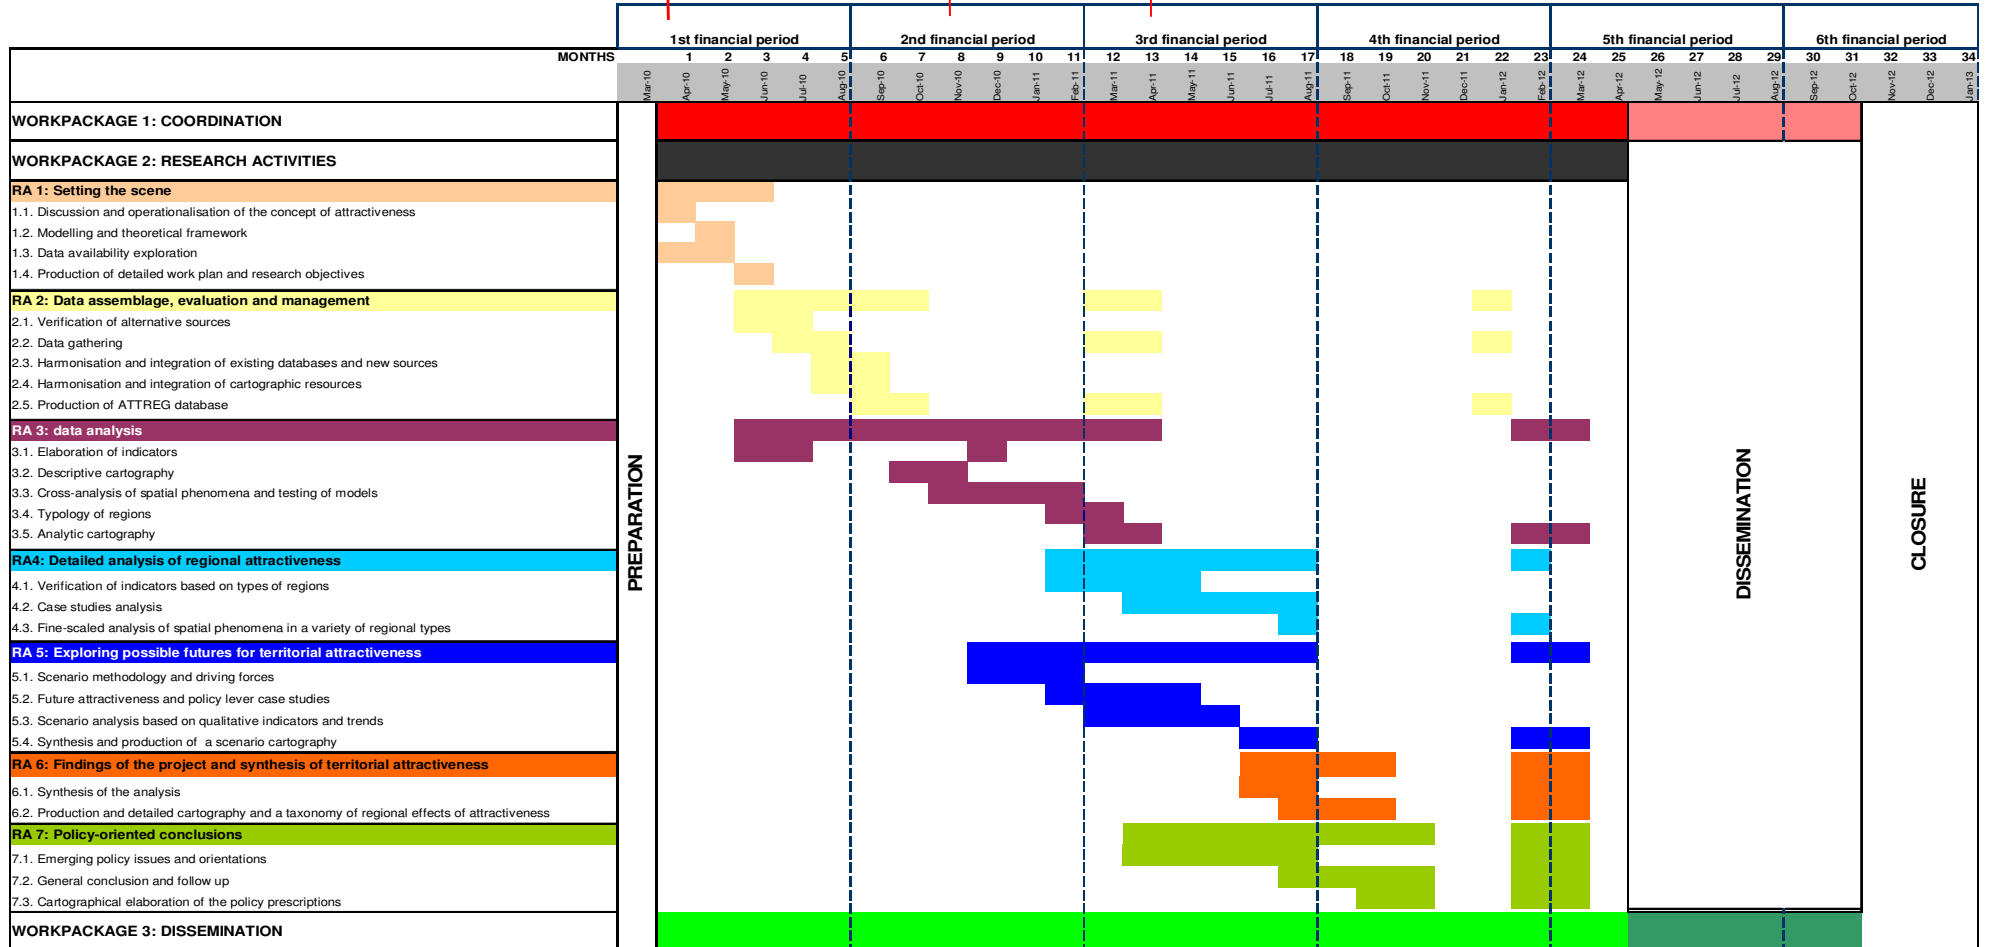 1st financial period 2nd financial period 3rd financial period 4th financial period 5th financial period 6th financial period
MONTHS 1 2 3 4 5 6 7 8 9 10 11 12 13 14 15 16 17 18 19 20 21 22 23 24 25 26 27 28 29 30 31 32 33 34
Mar-10 Apr-10 May-10 Jun-10 Jul-10 Aug-10 Sep-10 Oct-10 Nov-10 Dec-10 Jan-11 Feb-11 Mar-11 Apr-11 May-11 Jun-11 Jul-11 Aug-11 Sep-11 Oct-11 Nov-11 Dec-11 Jan-12 Feb-12 Mar-12 Apr-12 May-12 Jun-12 Jul-12 Aug-12 Sep-12 Oct-12 Nov-12 Dec-12 Jan-13
WORKPACKAGE 1: COORDINATION
WORKPACKAGE 2: RESEARCH ACTIVITIES
RA 1: Setting the scene
1.1. Discussion and operationalisation of the concept of attractiveness
1.2. Modelling and theoretical framework
1.3. Data availability exploration
1.4. Production of detailed work plan and research objectives
RA 2: Data assemblage, evaluation and management
2.1. Verification of alternative sources
2.2. Data gathering
2.3. Harmonisation and integration of existing databases and new sources
2.4. Harmonisation and integration of cartographic resources
2.5. Production of ATTREG database
RA 3: data analysis
3.1. Elaboration of indicators
3.2. Descriptive cartography
3.3. Cross-analysis of spatial phenomena and testing of models
3.4. Typology of regions
3.5. Analytic cartography
RA4: Detailed analysis of regional attractiveness
4.1. Verification of indicators based on types of regions
4.2. Case studies analysis
4.3. Fine-scaled analysis of spatial phenomena in a variety of regional types
RA 5: Exploring possible futures for territorial attractiveness
5.1. Scenario methodology and driving forces
5.2. Future attractiveness and policy lever case studies
5.3. Scenario analysis based on qualitative indicators and trends
5.4. Synthesis and production of a scenario cartography
RA 6: Findings of the project and synthesis of territorial attractiveness
6.1. Synthesis of the analysis
6.2. Production and detailed cartography and a taxonomy of regional effects of attractiveness
RA 7: Policy-oriented conclusions
7.1. Emerging policy issues and orientations
7.2. General conclusion and follow up
7.3. Cartographical elaboration of the policy prescriptions
WORKPACKAGE 3: DISSEMINATION
PREPARATION
DISSEMINATION
CLOSURE